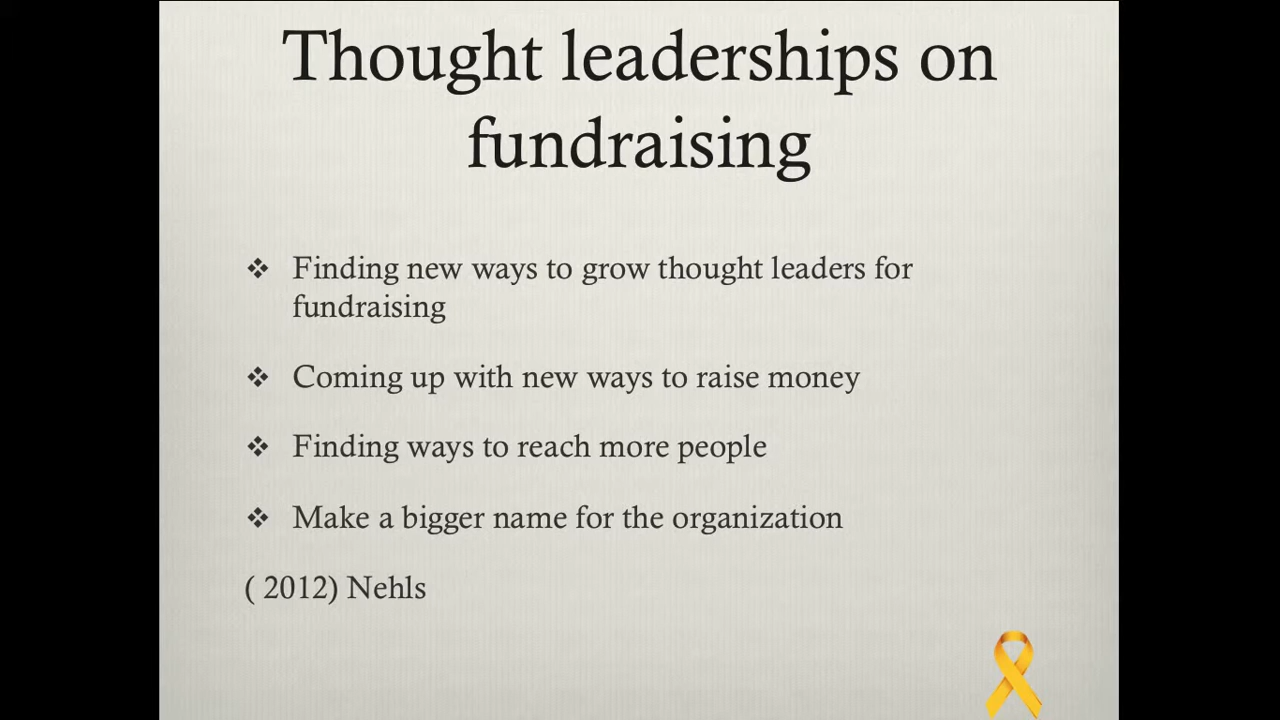 Thought leaderships on
fundraising
❖ Finding new ways to grow thought leaders for
fundraising
❖ Coming up with new ways to raise money
❖ Finding ways to reach more people
❖ Make a bigger name for the organization
( 2012) Nehls